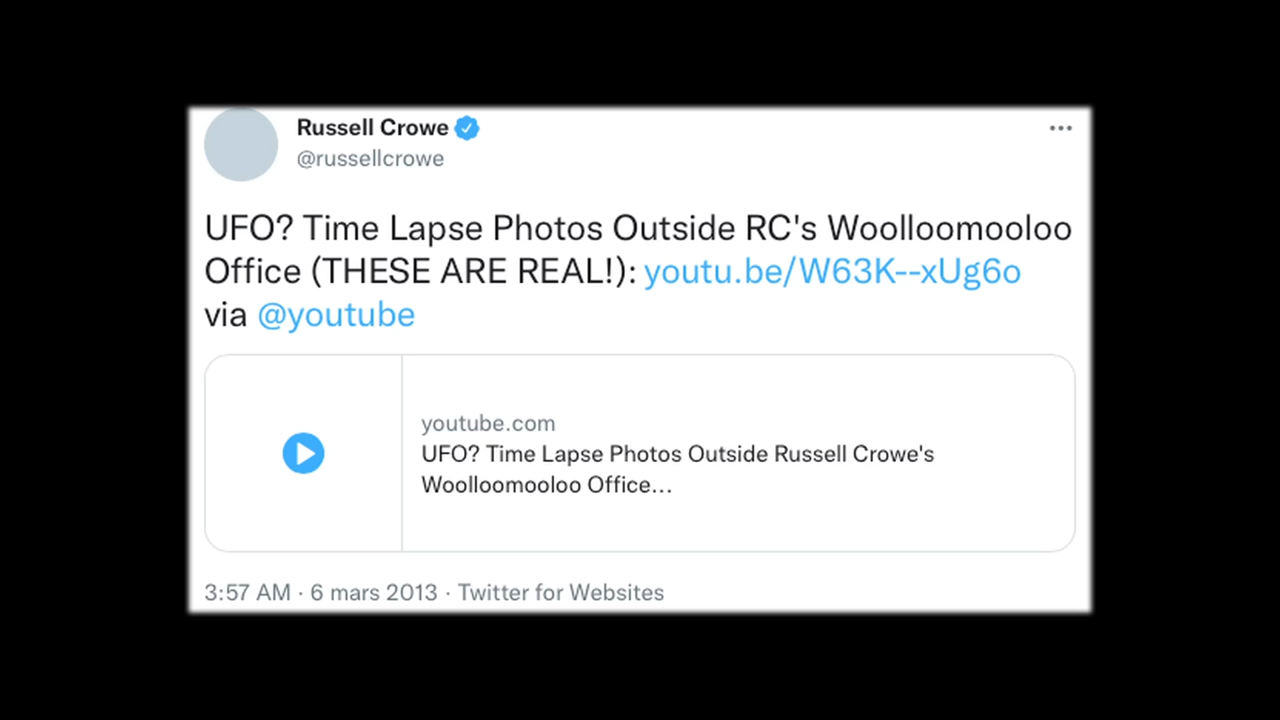 Russell Crowe
@russellcrowe
UFO? Time Lapse Photos Outside RC's Woolloomooloo
Office (THESE ARE REAL!): youtu.be/W63K--xUg6o
via @youtube
youtube.com
UFO? Time Lapse Photos Outside Russell Crowe's
Woolloomooloo Office...
3:57 AM · 6 mars 2013 · Twitter for Websites